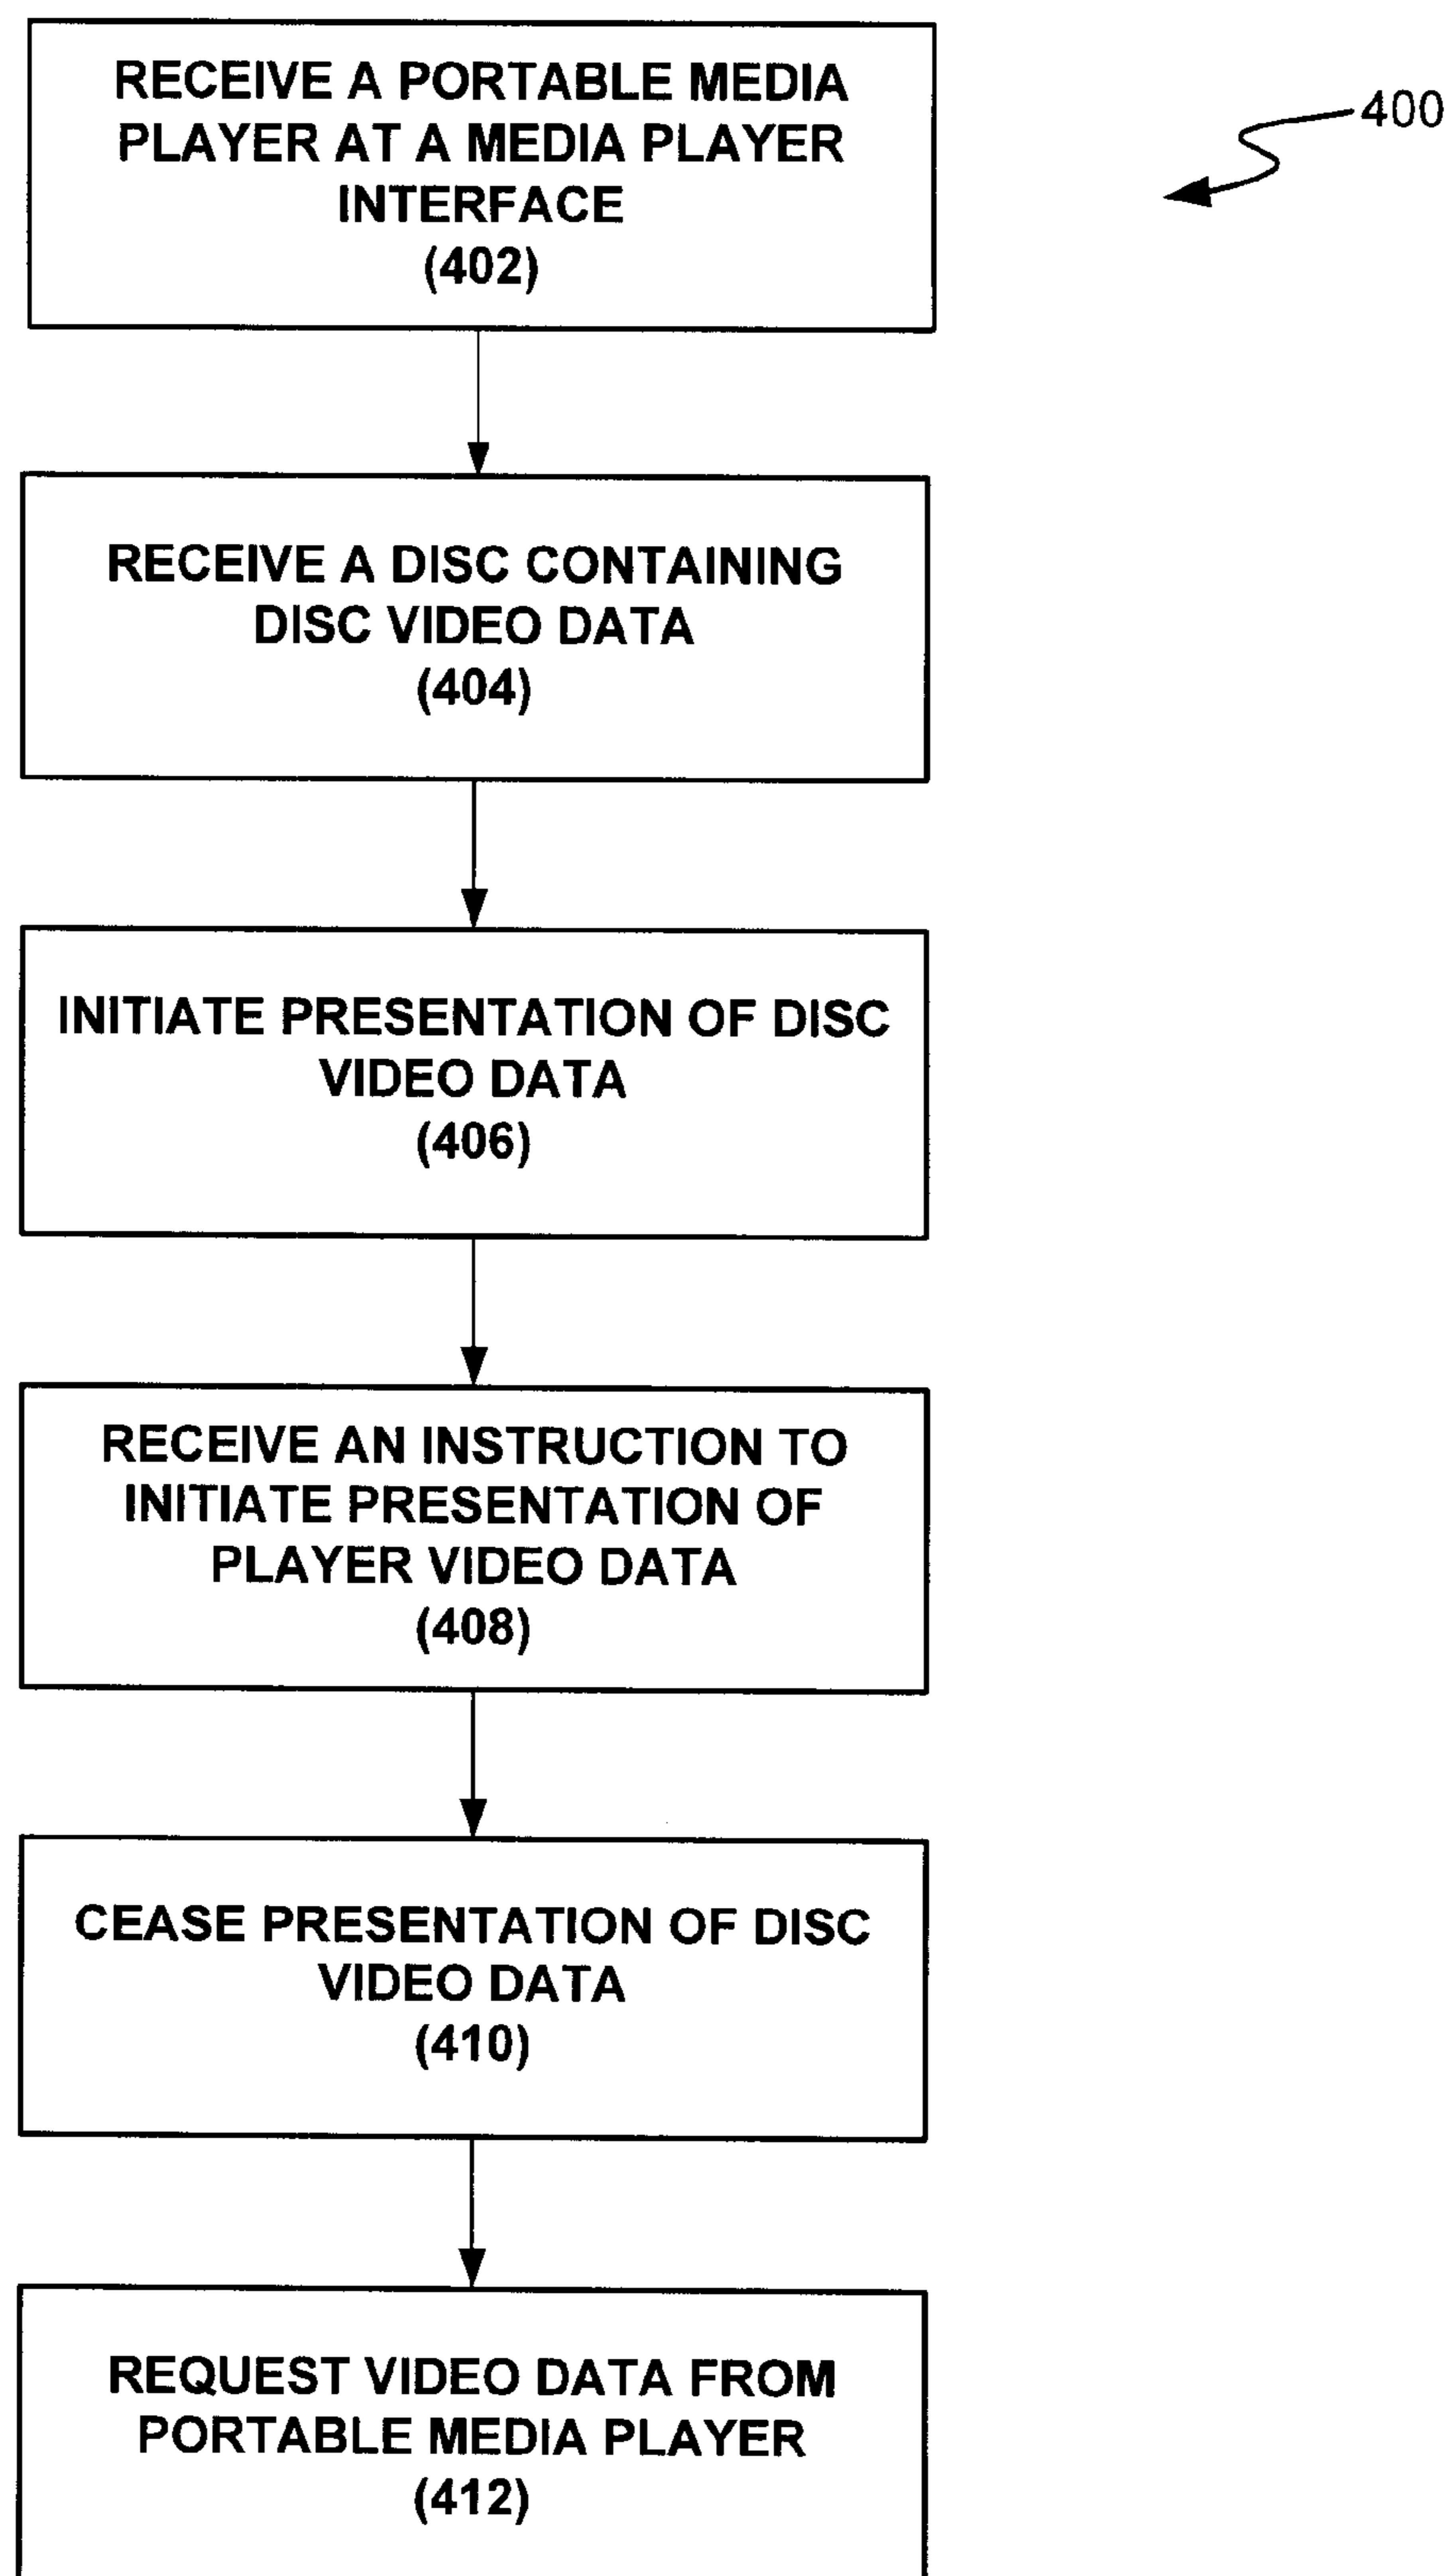 RECEIVE A PORTABLE MEDIA
PLAYER AT A MEDIA PLAYER
INTERFACE
(402)
400
RECEIVE A DISC CONTAINING
DISC VIDEO DATA
(404)
INITIATE PRESENTATION OF DISC
VIDEO DATA
(406)
RECEIVE AN INSTRUCTION TO
INITIATE PRESENTATION OF
PLAYER VIDEO DATA
(408)
CEASE PRESENTATION OF DISC
VIDEO DATA
(410)
REQUEST VIDEO DATA FROM
PORTABLE MEDIA PLAYER
(412)